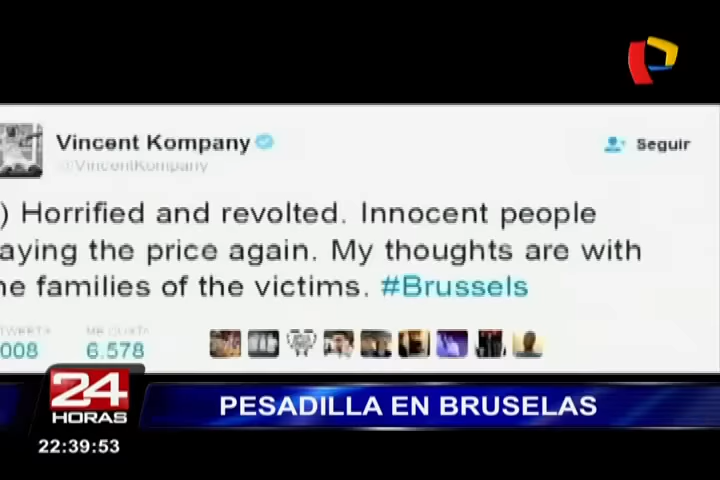 Vincent Kompany
@VincentKompany
Seguir
) Horrified and revolted. Innocent people
aying the price again. My thoughts are with
he families of the victims. #Brussels
TWEETS ME GUSTA
008 6.578
24
HORAS
PESADILLA EN BRUSELAS
22:39:53